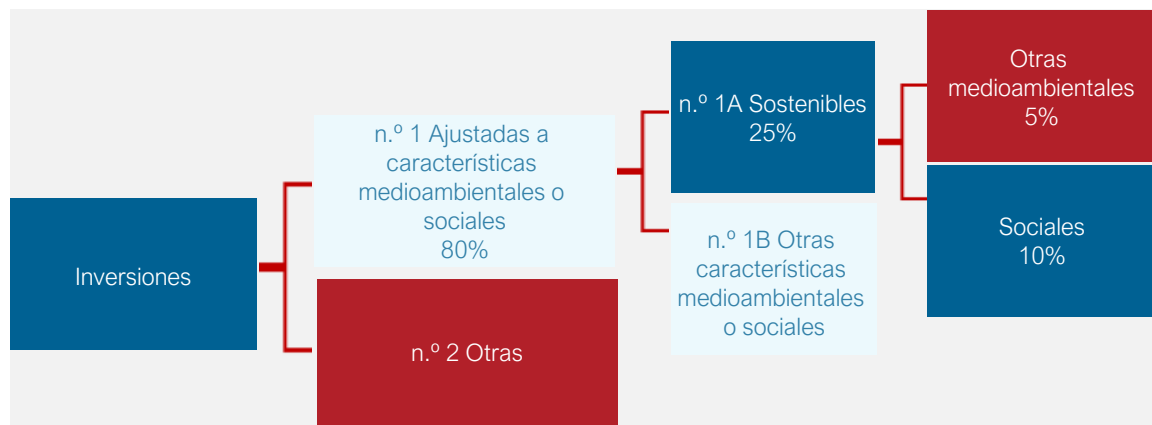 Inversiones
n.º 1 Ajustadas a
características
medioambientales o
sociales
80%
n.º 2 Otras
n.º 1A Sostenibles
25%
n.º 1B Otras
características
medioambientales
o sociales
Otras
medioambientales
5%
Sociales
10%